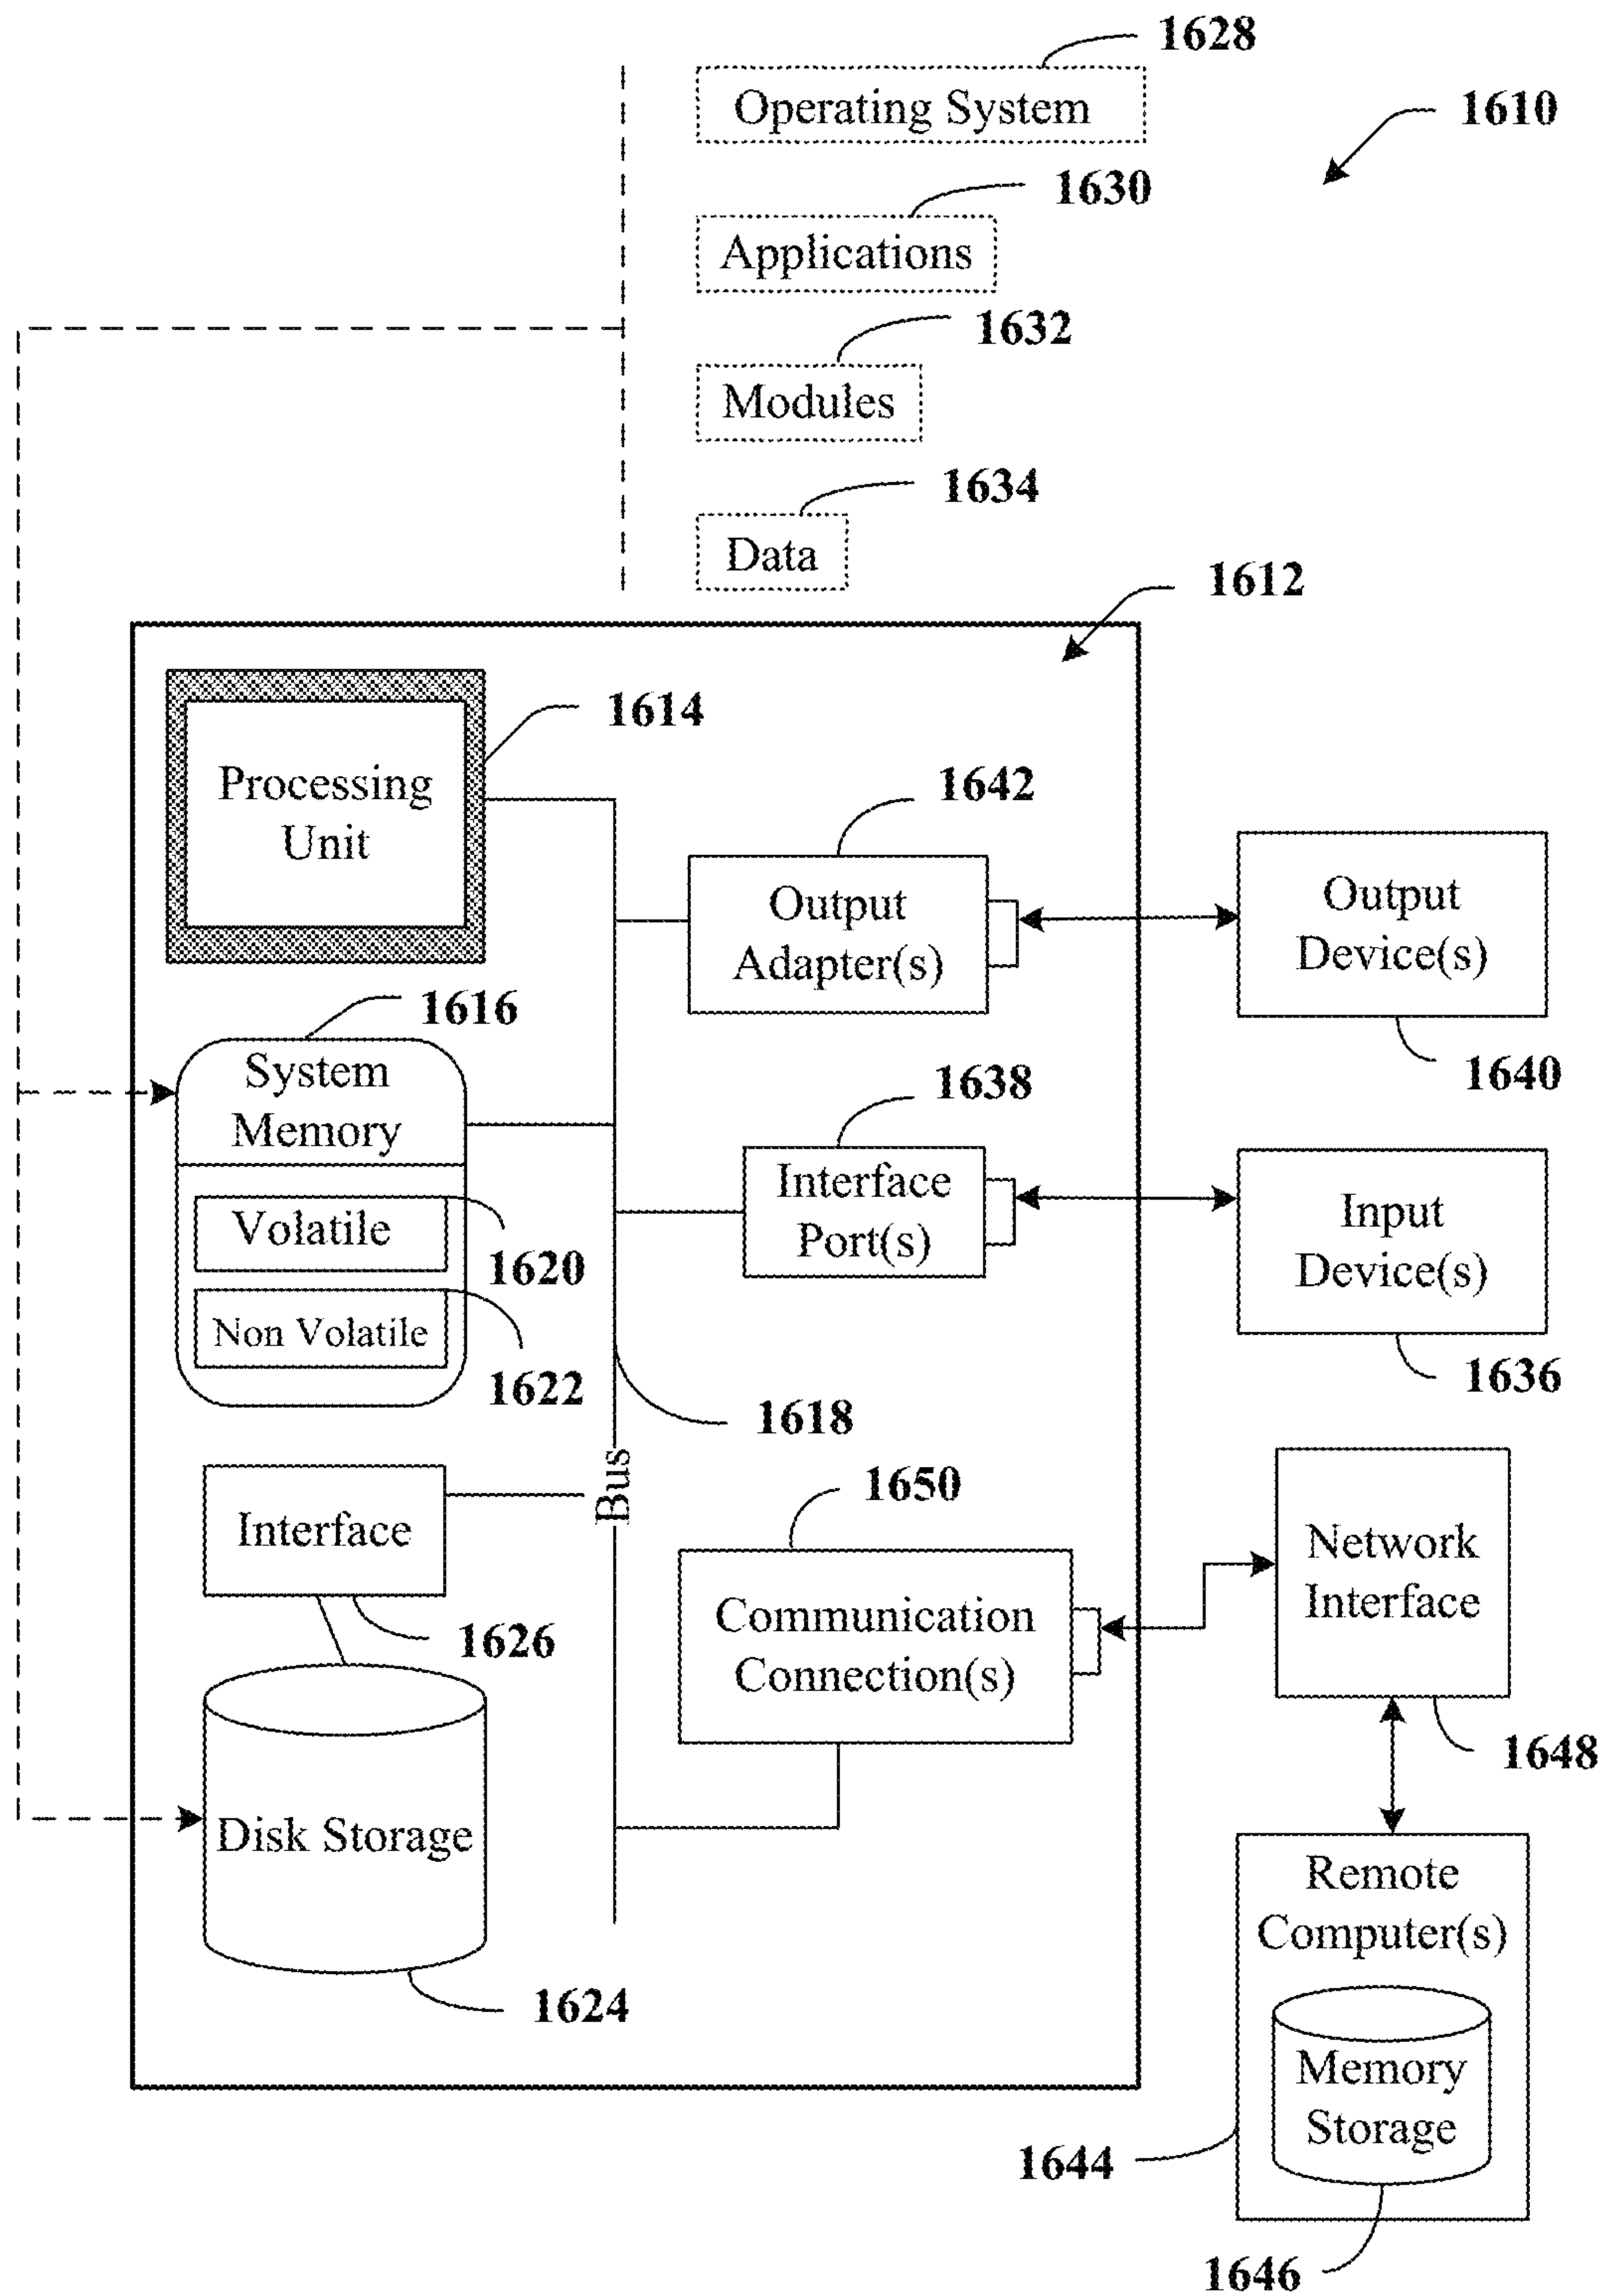 1628
Operating System
1610
1630
Applications
1632
Modules
1634
Data
1612
1614
Processing
Unit
1642
Output
Adapter(s)
Output
Device(s)
1640
1616
System
Memory
1638
Interface
Port(s)
Input
Device(s)
1636
Volatile
1620
Non Volatile
1622
1618
Bus
1650
Interface
1626
Communication
Connection(s)
Network
Interface
1648
Disk Storage
1624
Remote
Computer(s)
Memory
Storage
1644
1646